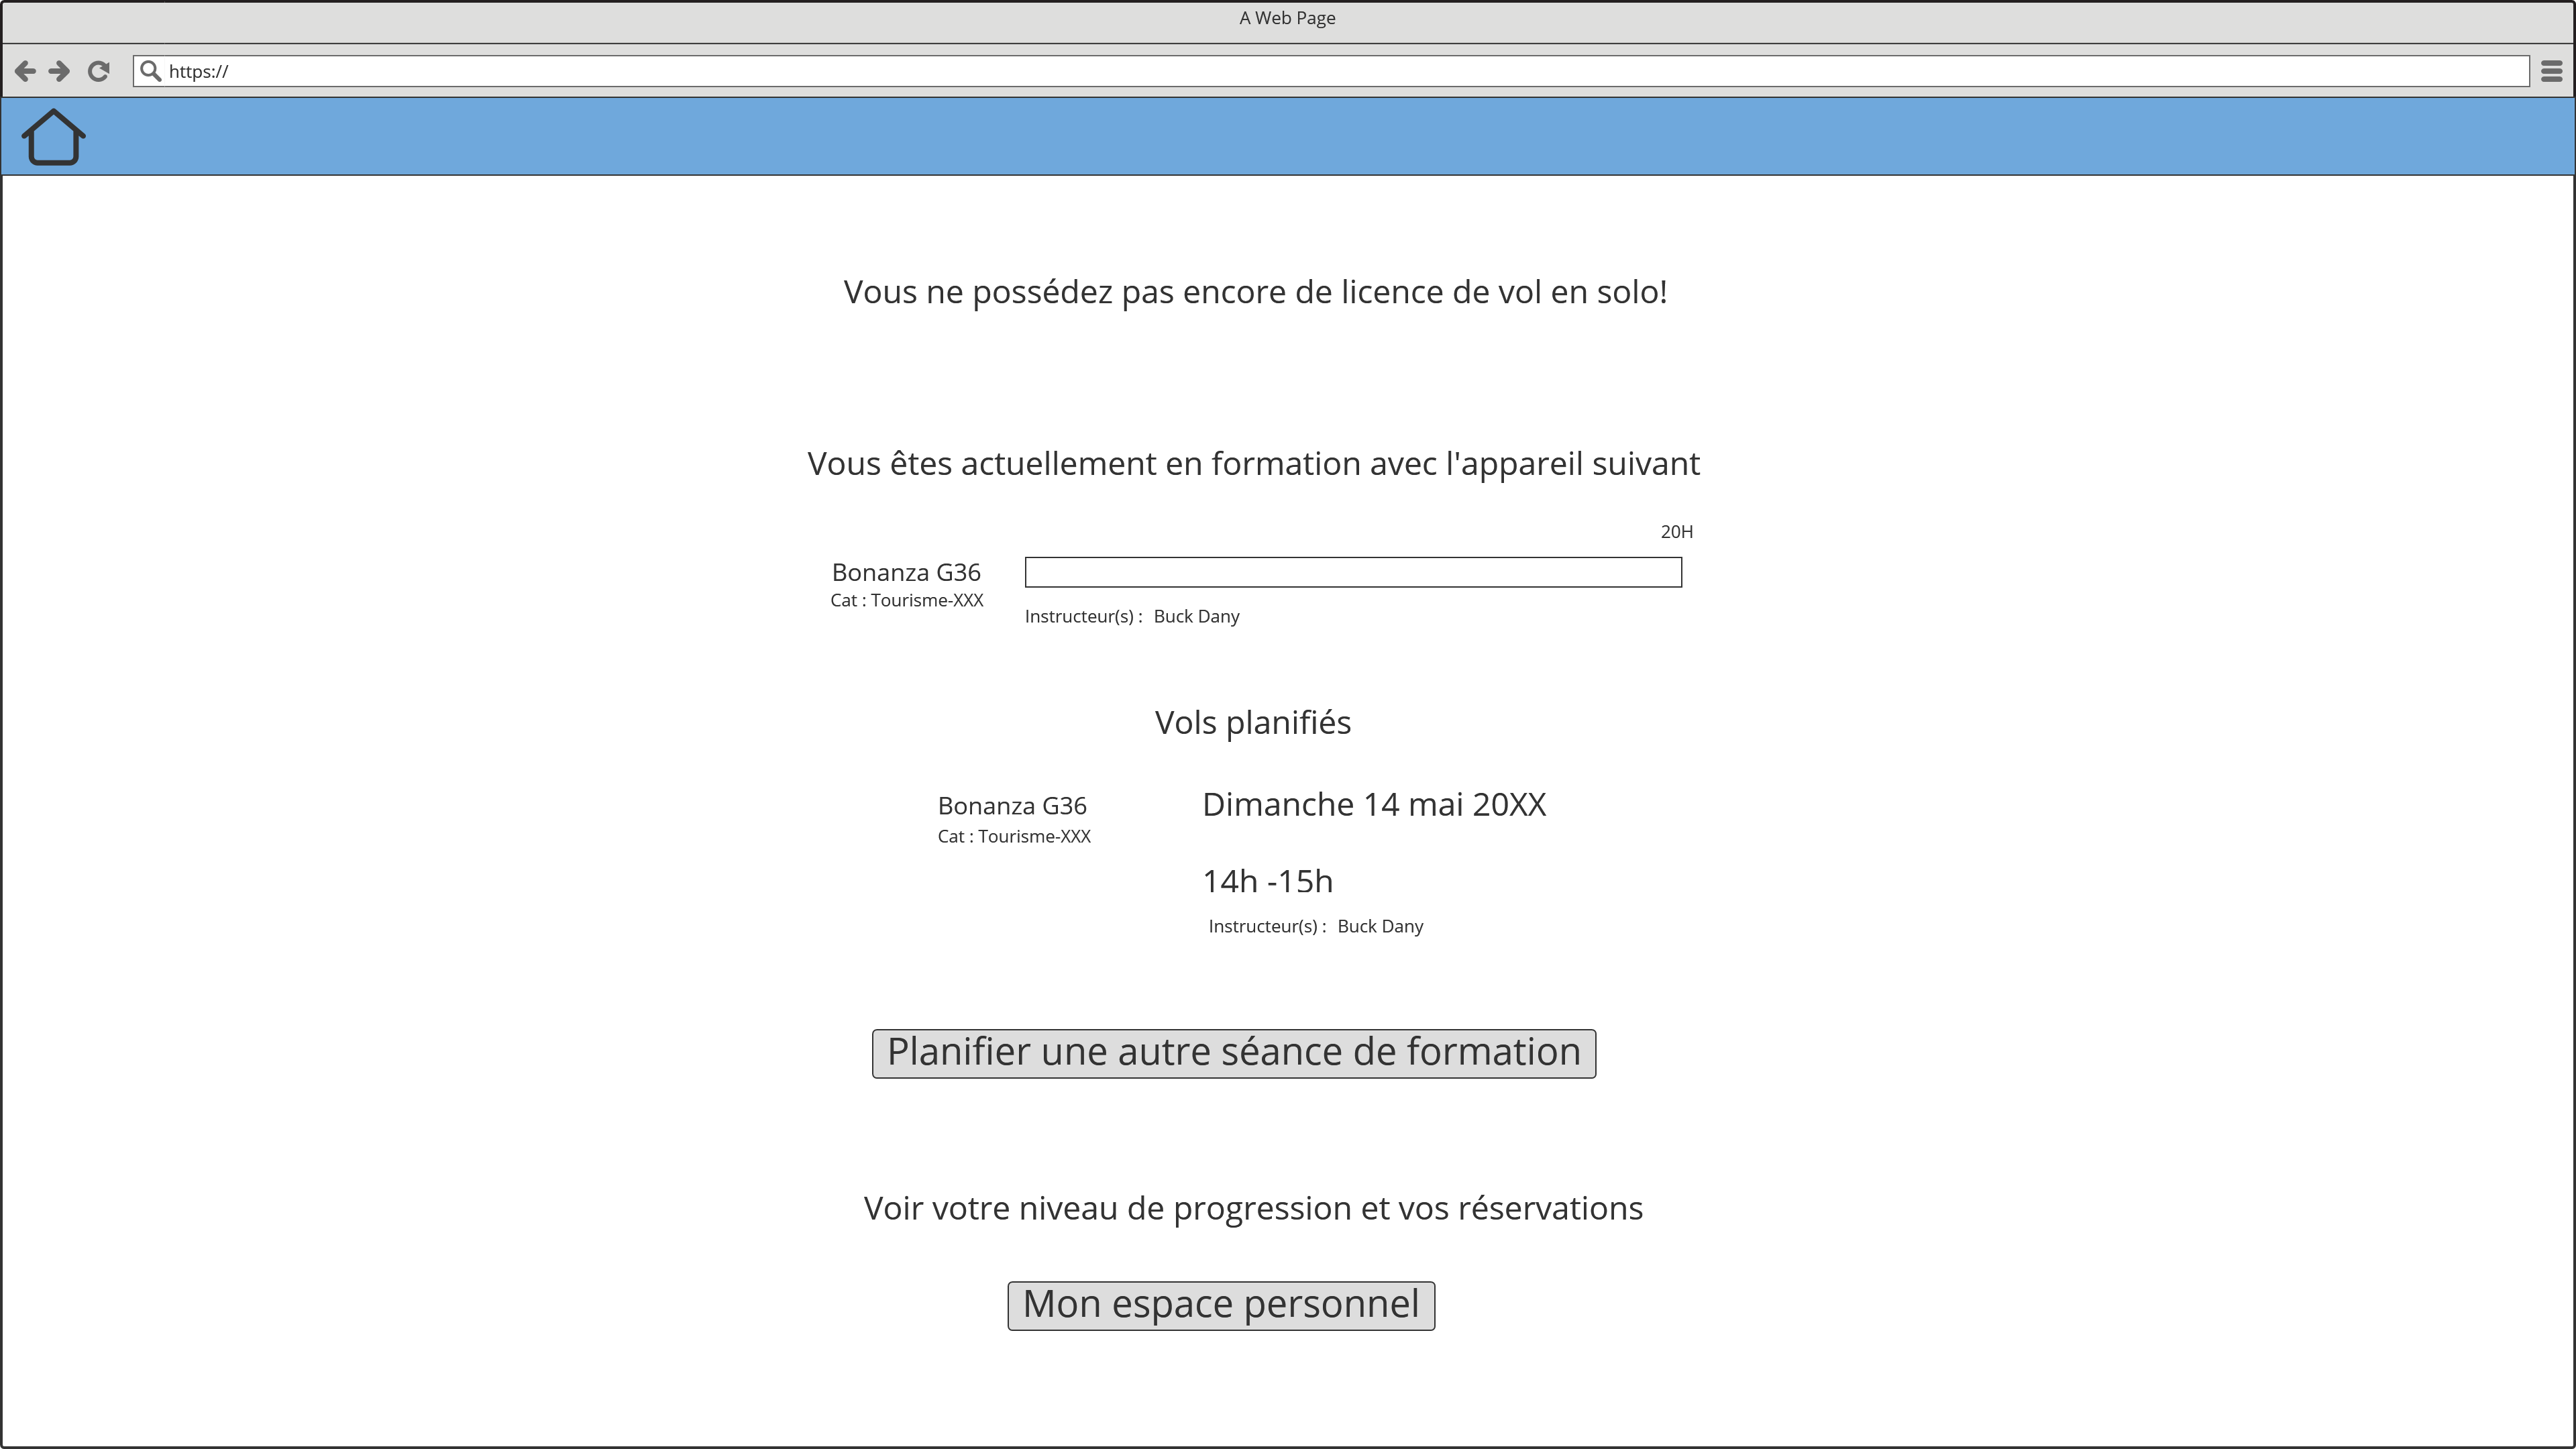 A Web Page
https://
Vous ne possédez pas encore de licence de vol en solo!
Vous êtes actuellement en formation avec l'appareil suivant
20H
Bonanza G36
Cat : Tourisme-XXX
Instructeur(s) : Buck Dany
Vols planifiés
Bonanza G36
Cat : Tourisme-XXX
Dimanche 14 mai 20XX
14h -15h
Instructeur(s) : Buck Dany
Planifier une autre séance de formation
Voir votre niveau de progression et vos réservations
Mon espace personnel